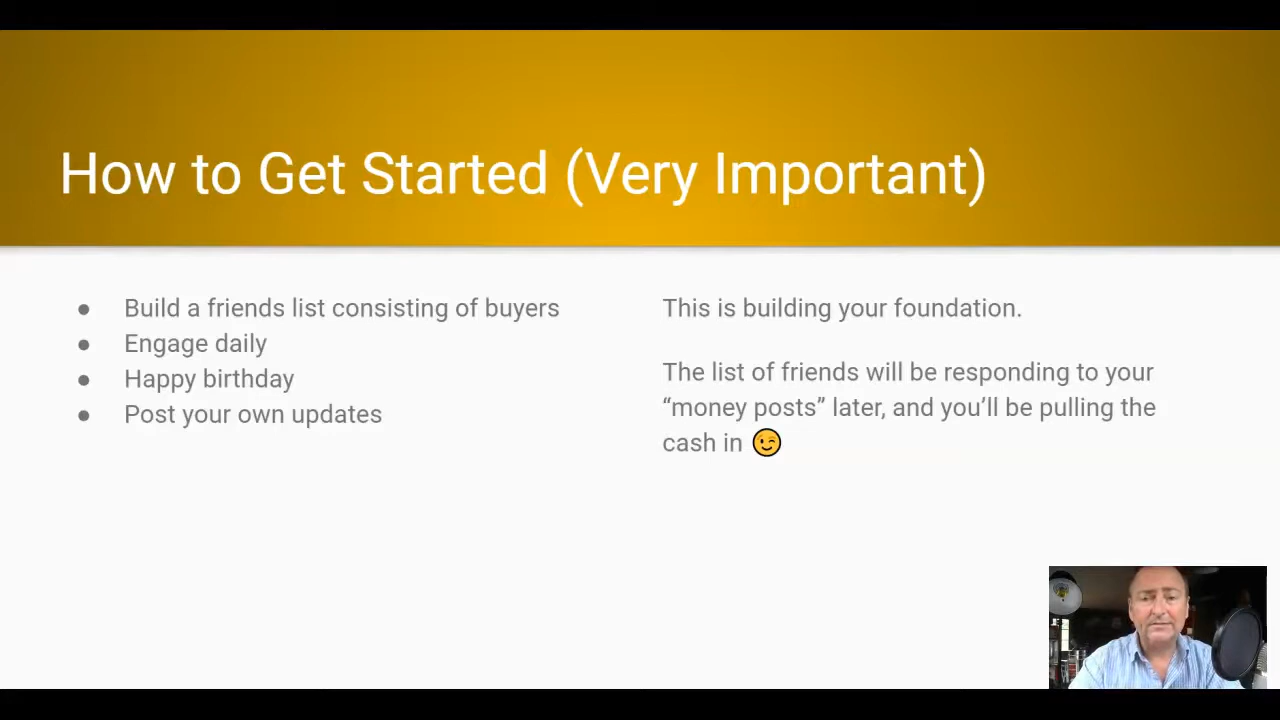 How to Get Started (Very Important)
● Build a friends list consisting of buyers
● Engage daily
● Happy birthday
● Post your own updates
This is building your foundation.
The list of friends will be responding to your
“money posts” later, and you’ll be pulling the
cash in 😉